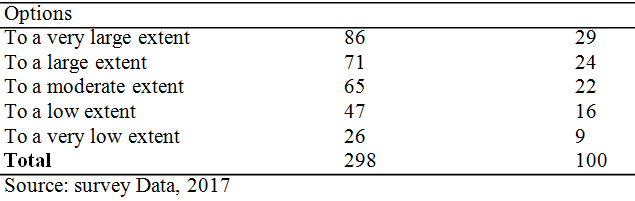 Options
To a very large extent 86 29
To a large extent 71 24
To a moderate extent 65 22
To a low extent 47 16
To a very low extent 26 9
Total 298 100
Source: survey Data, 2017